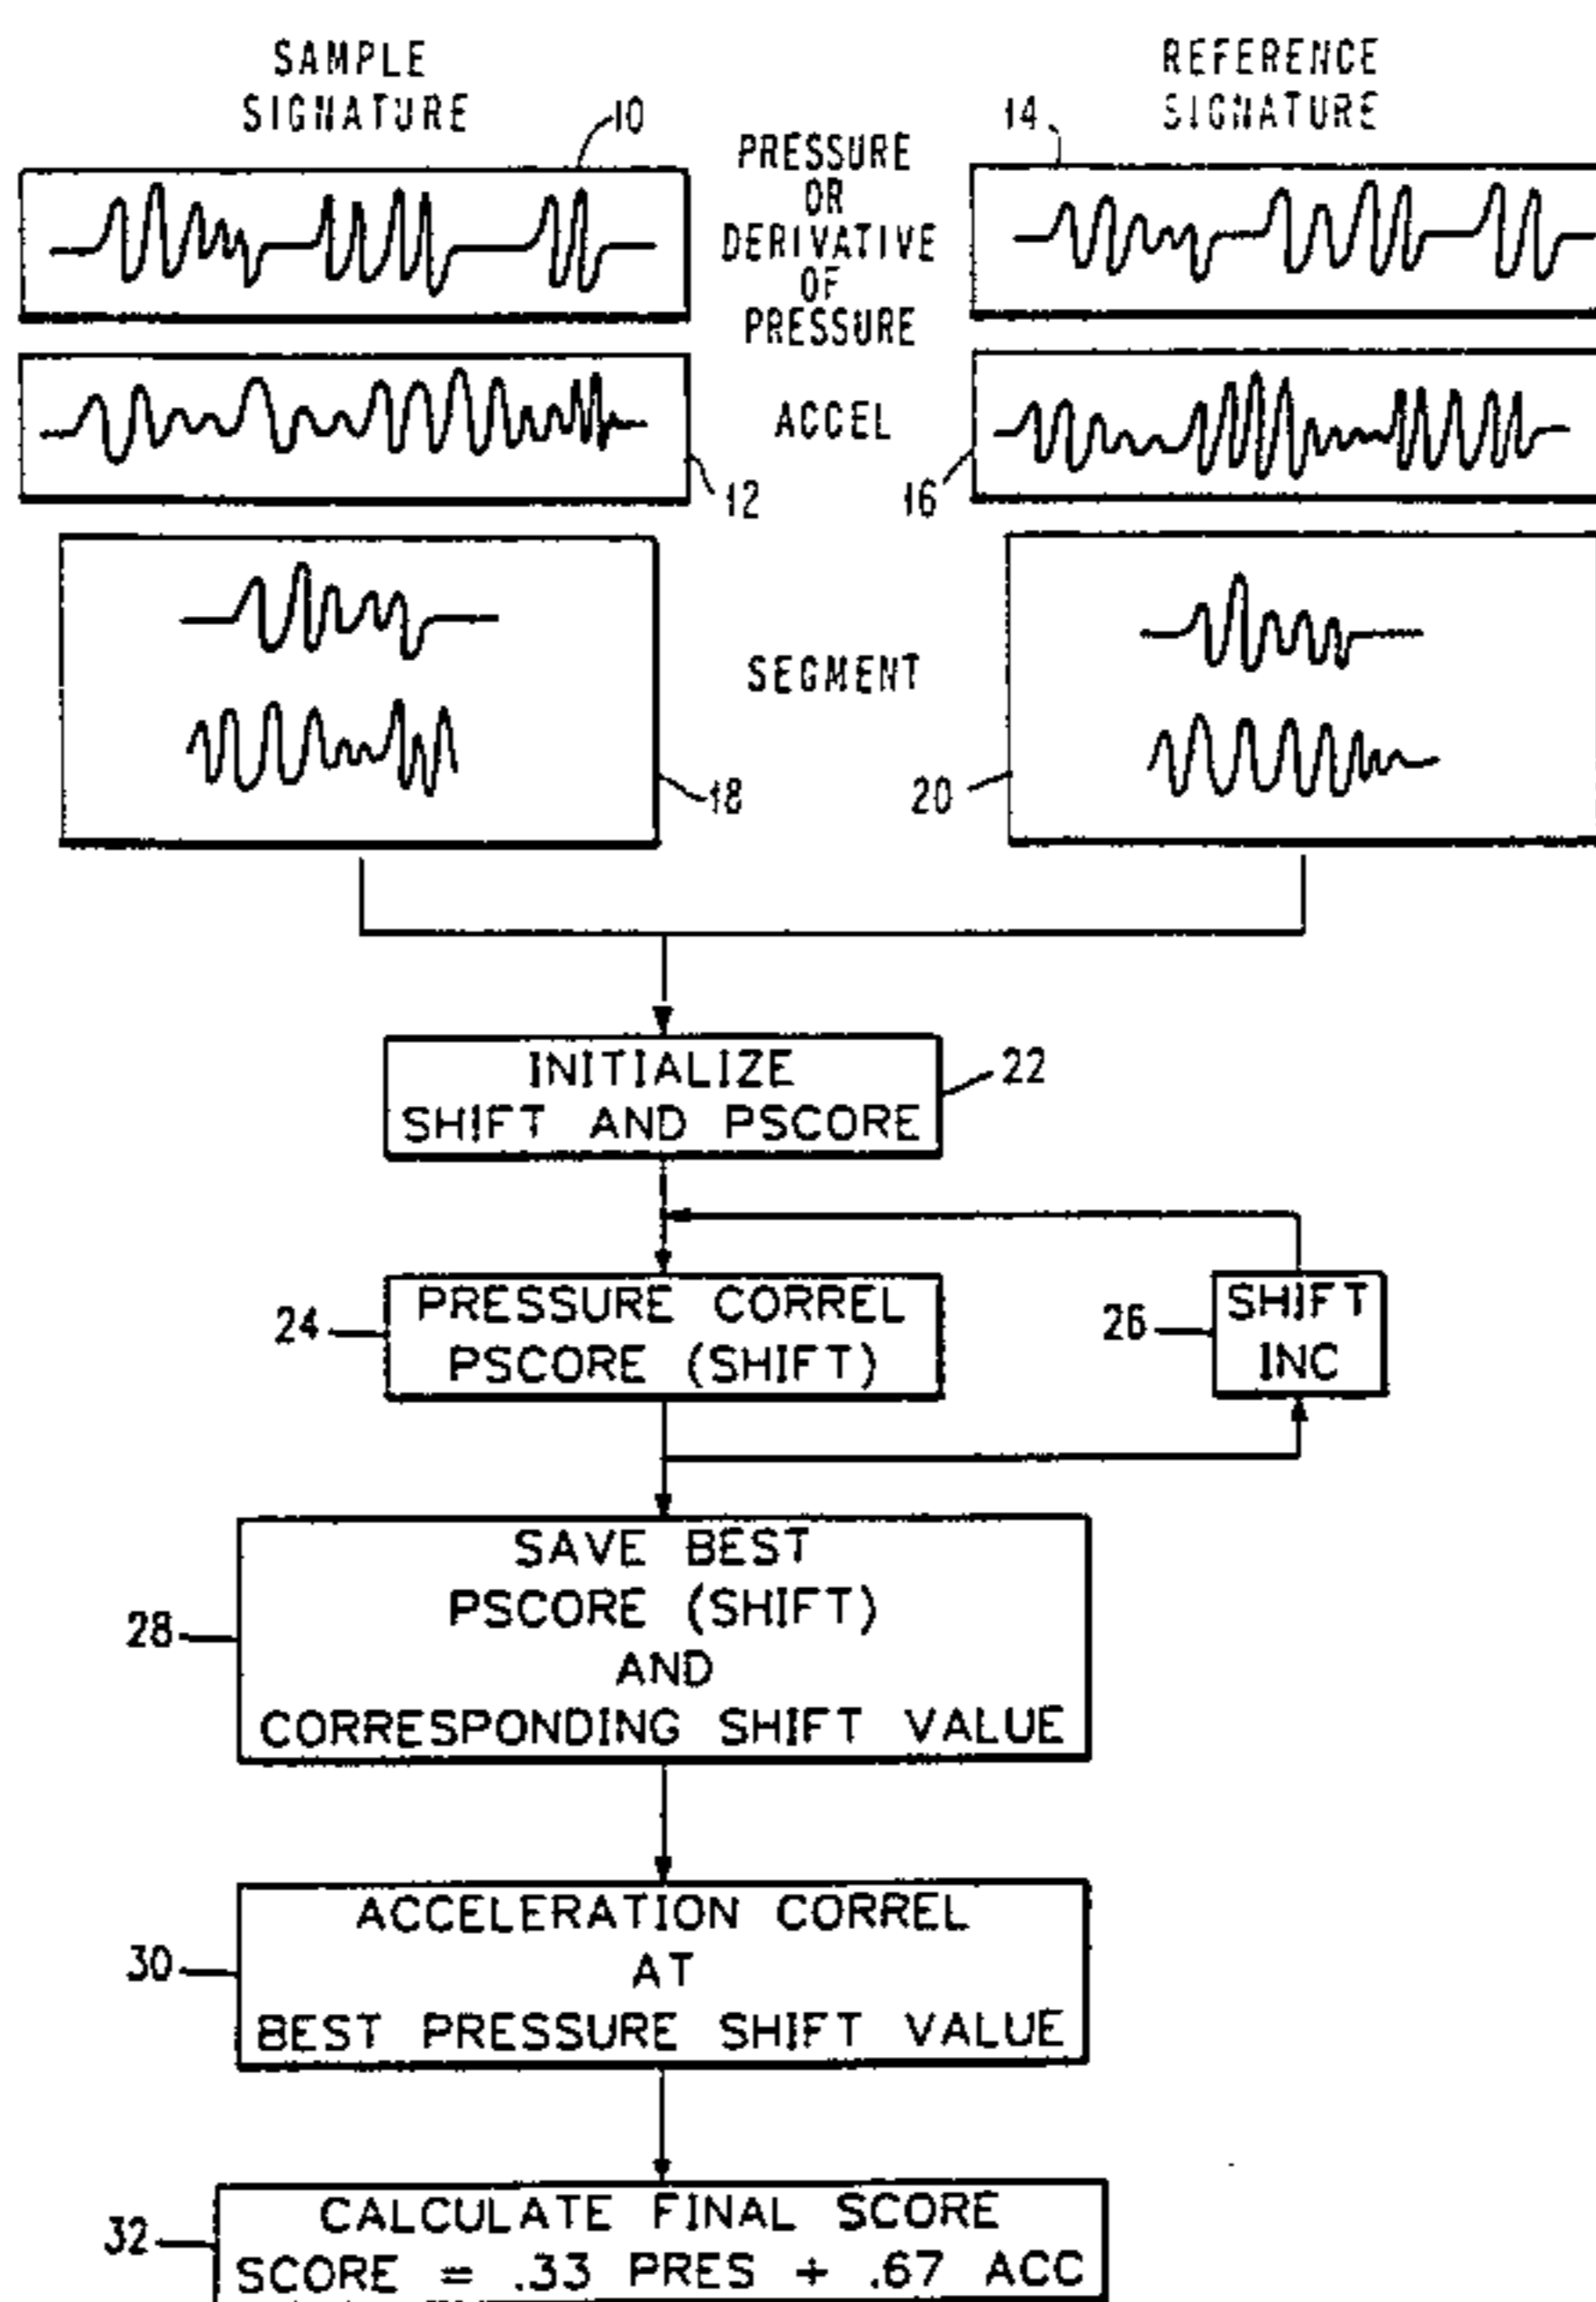 SAMPLE
SIGNATURE
10
PRESSURE
OR
DERIVATIVE
OF
PRESSURE
14
REFERENCE
SIGNATURE
ACCEL
12
16
SEGMENT
18
20
INITIALIZE
SHIFT AND PSCORE
22
24
PRESSURE CORREL
PSCORE (SHIFT)
26
SHIFT
INC
28
SAVE BEST
PSCORE (SHIFT)
AND
CORRESPONDING SHIFT VALUE
30
ACCELERATION CORREL
AT
BEST PRESSURE SHIFT VALUE
32
CALCULATE FINAL SCORE
SCORE = .33 PRES + .67 ACC